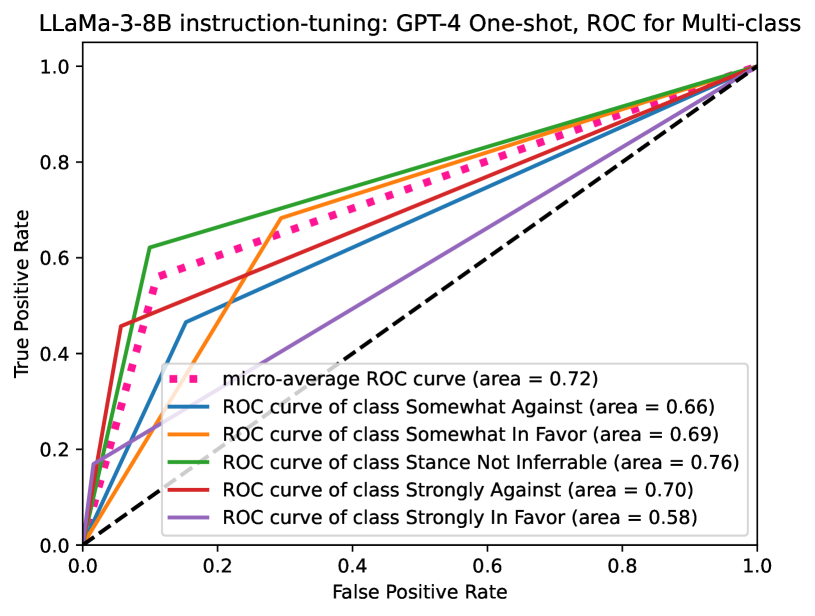 LLaMa-3-8B instruction-tuning: GPT-4 One-shot, ROC for Multi-class
True Positive Rate
1.0
0.8
0.6
0.4
0.2
0.0
micro-average ROC curve (area = 0.72)
ROC curve of class Somewhat Against (area = 0.66)
ROC curve of class Somewhat In Favor (area = 0.69)
ROC curve of class Stance Not Inferrable (area = 0.76)
ROC curve of class Strongly Against (area = 0.70)
ROC curve of class Strongly In Favor (area = 0.58)
0.0 0.2 0.4 0.6 0.8 1.0
False Positive Rate